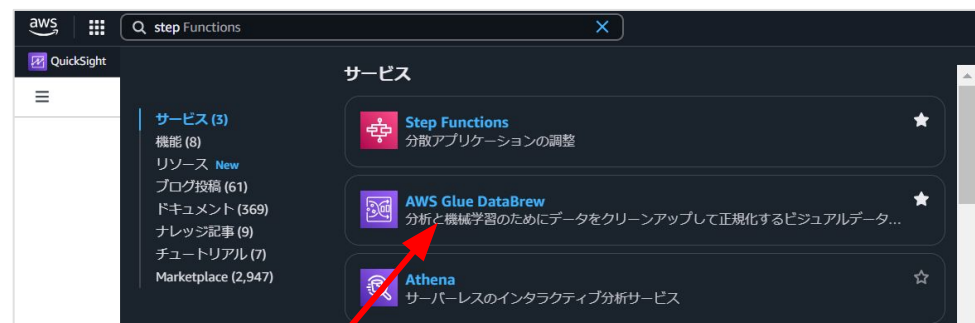 aws
step Functions
QuickSight
サービス
サービス (3)
機能 (8)
リソース New
ブログ投稿 (61)
ドキュメント (369)
ナレッジ記事 (9)
チュートリアル (7)
Marketplace (2,947)
Step Functions
分散アプリケーションの調整
AWS Glue DataBrew
分析と機械学習のためにデータをクリーンアップして正規化するビジュアルデータ...
Athena
サーバーレスのインタラクティブ分析サービス